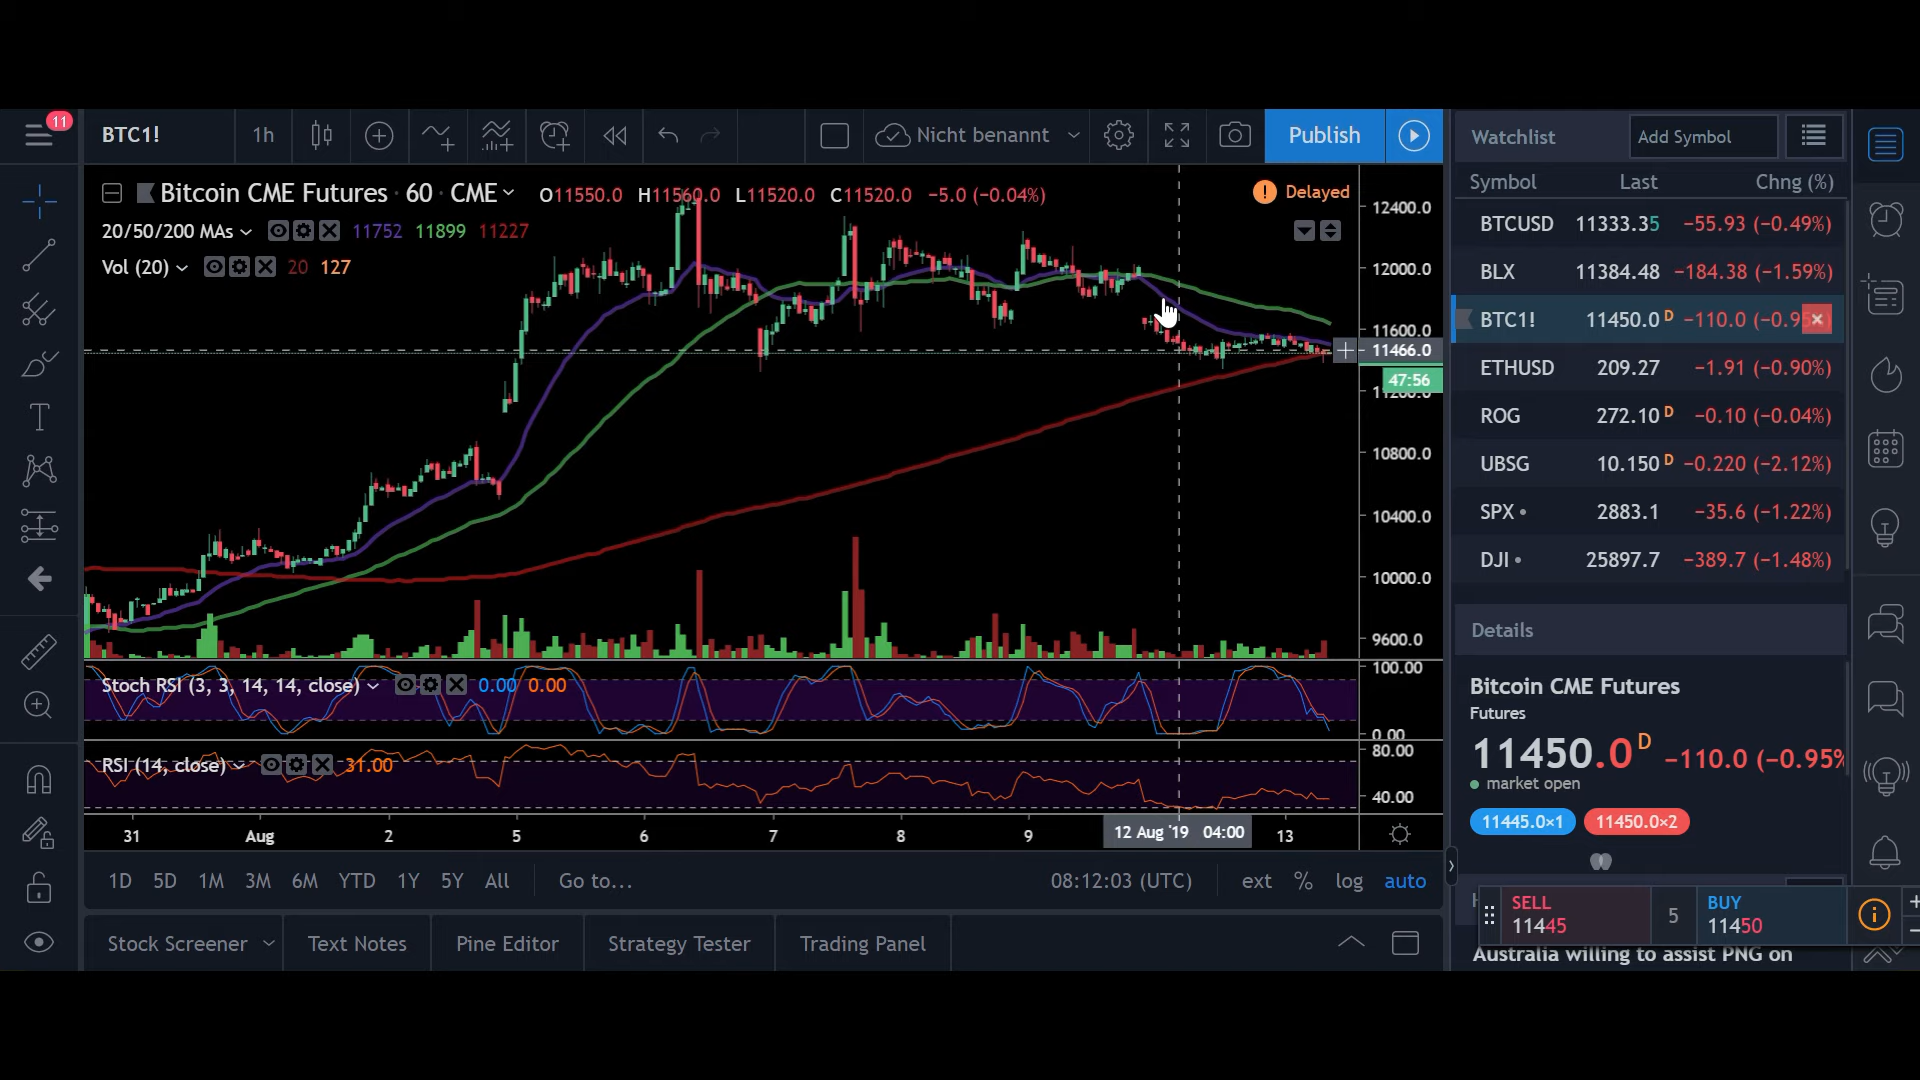 11
BTC1! 1h Nicht benannt Publish
Bitcoin CME Futures · 60 · CME O11550.0 H11560.0 L11520.0 C11520.0 −5.0 (−0.04%) ! Delayed
20/50/200 MAs 11752 11899 11227
Vol (20) 20 127
12400.0
12000.0
11600.0
11466.0
47:56
11200.0
10800.0
10400.0
10000.0
9600.0
Stoch RSI (3, 3, 14, 14, close) 0.00 0.00
100.00
0.00
RSI (14, close) 31.00
80.00
40.00
31 Aug 2 5 6 7 8 9 12 Aug '19 04:00 13
1D 5D 1M 3M 6M YTD 1Y 5Y All Go to... 08:12:03 (UTC) ext % log auto
Stock Screener Text Notes Pine Editor Strategy Tester Trading Panel
Watchlist Add Symbol
Symbol Last Chng (%)
BTCUSD 11333.35 −55.93 (−0.49%)
BLX 11384.48 −184.38 (−1.59%)
BTC1! 11450.0 D −110.0 (−0.95
ETHUSD 209.27 −1.91 (−0.90%)
ROG 272.10 D −0.10 (−0.04%)
UBSG 10.150 D −0.220 (−2.12%)
SPX • 2883.1 −35.6 (−1.22%)
DJI • 25897.7 −389.7 (−1.48%)
Details
Bitcoin CME Futures
Futures
11450.0 D −110.0 (−0.95%
market open
11445.0×1 11450.0×2
SELL 5 BUY
11445 11450
Australia willing to assist PNG on